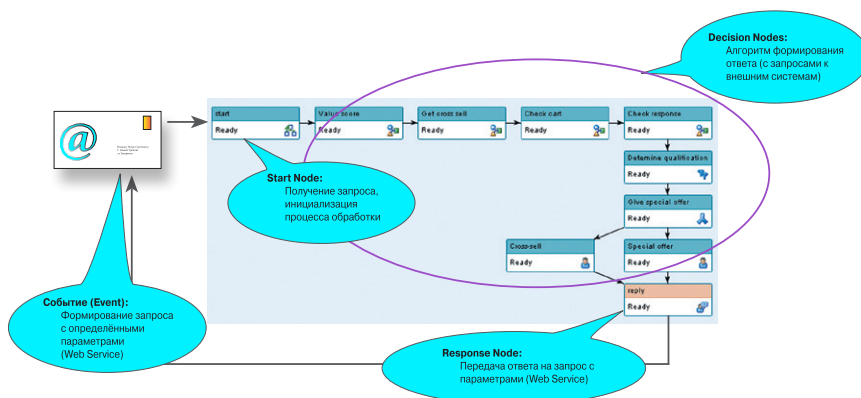 Decision Nodes:
Алгоритм формирования
ответа (с запросами к
внешним системам)
start
Ready
Value score
Ready
Get cross sell
Ready
Check cart
Ready
Check response
Ready
Determine qualification
Ready
Give special offer
Ready
Cross-sell
Ready
Special offer
Ready
reply
Ready
@
Start Node:
Получение запроса,
инициализация
процесса обработки
Событие (Event):
Формирование запроса
с определёнными
параметрами
(Web Service)
Response Node:
Передача ответа на запрос с
параметрами (Web Service)